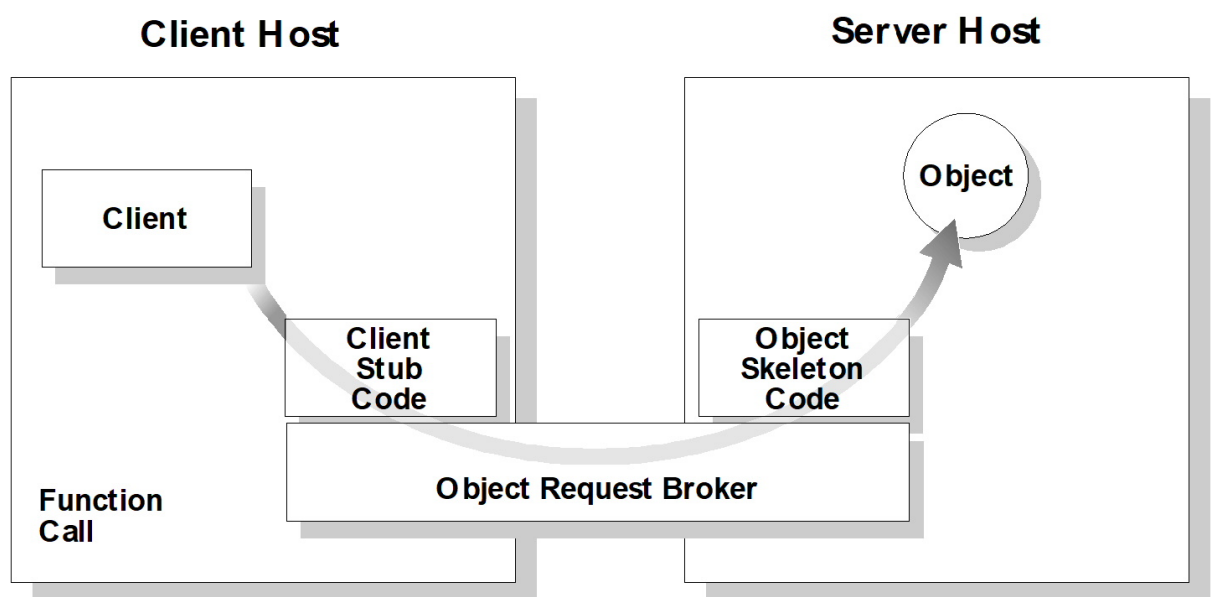 Client Host
Server Host
Object
Client
Client
Stub
Code
Object
Skeleton
Code
Object Request Broker
Function
Call